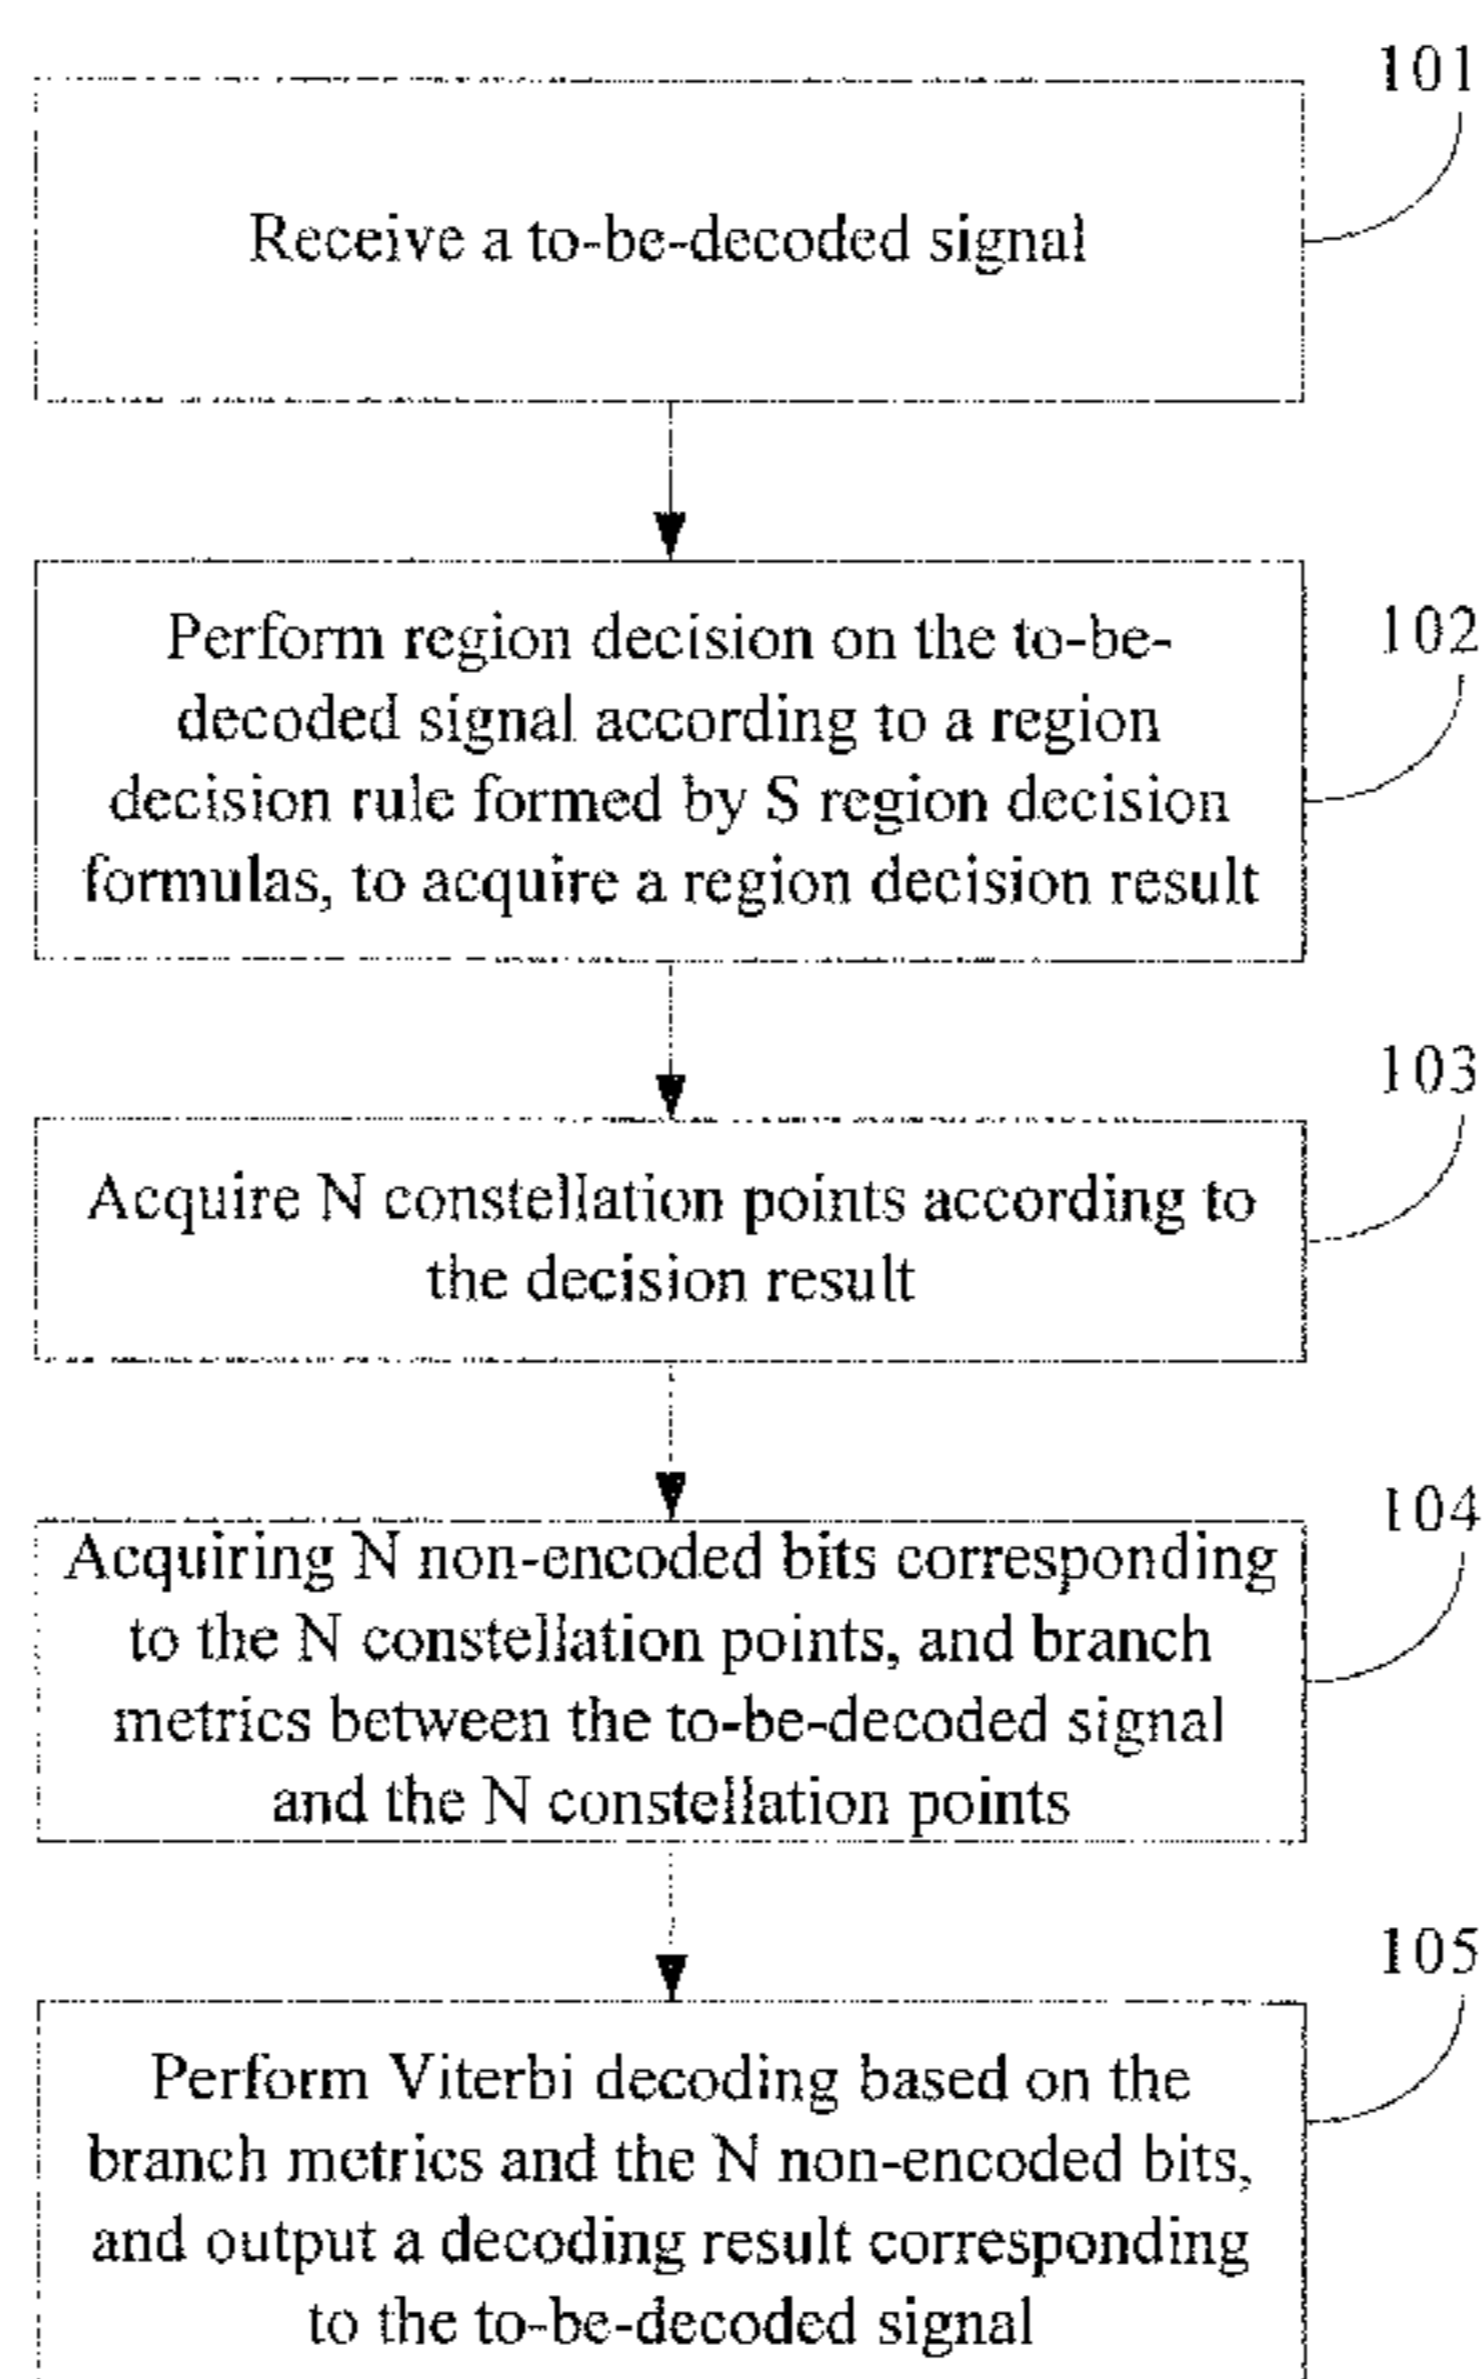 101
Receive a to-be-decoded signal
102
Perform region decision on the to-be-
decoded signal according to a region
decision rule formed by S region decision
formulas, to acquire a region decision result
103
Acquire N constellation points according to
the decision result
104
Acquiring N non-encoded bits corresponding
to the N constellation points, and branch
metrics between the to-be-decoded signal
and the N constellation points
105
Perform Viterbi decoding based on the
branch metrics and the N non-encoded bits,
and output a decoding result corresponding
to the to-be-decoded signal